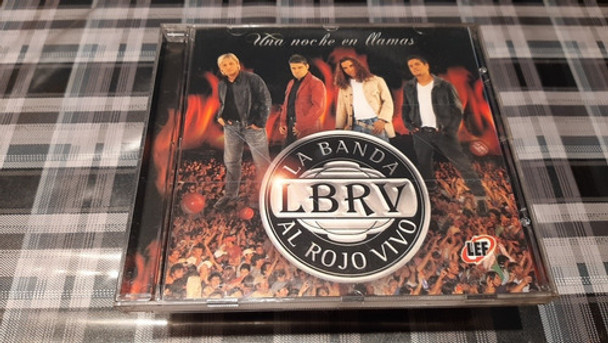 Una noche en llamas
LA BANDA
LBRV
AL ROJO VIVO
LEF